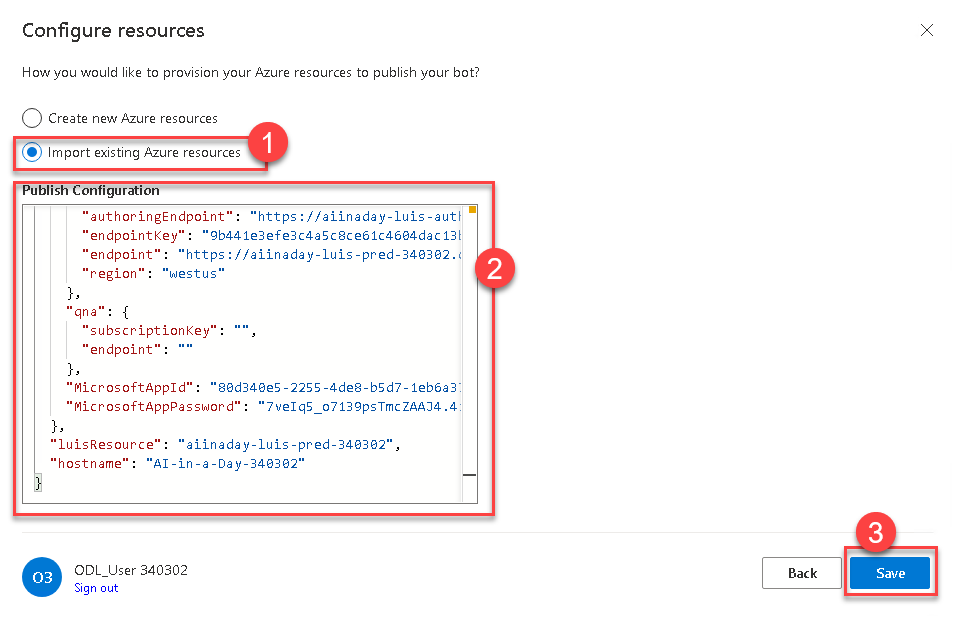 Configure resources
How you would like to provision your Azure resources to publish your bot?
Create new Azure resources
1
Import existing Azure resources
Publish Configuration
"authoringEndpoint": "https://aiinaday-luis-aut
"endpointKey": "9b441e3efe3c4a5c8ce61c4604dac13
"endpoint": "https://aiinaday-luis-pred-340302.
"region": "westus"
},
"qna": {
"subscriptionKey": "",
"endpoint": ""
},
"MicrosoftAppId": "80d340e5-2255-4de8-b5d7-1eb6a3
"MicrosoftAppPassword": "7veIq5_o7139psTmcZAAJ4.4
},
"luisResource": "aiinaday-luis-pred-340302",
"hostname": "AI-in-a-Day-340302"
}
2
3
O3
ODL_User 340302
Sign out
Back
Save